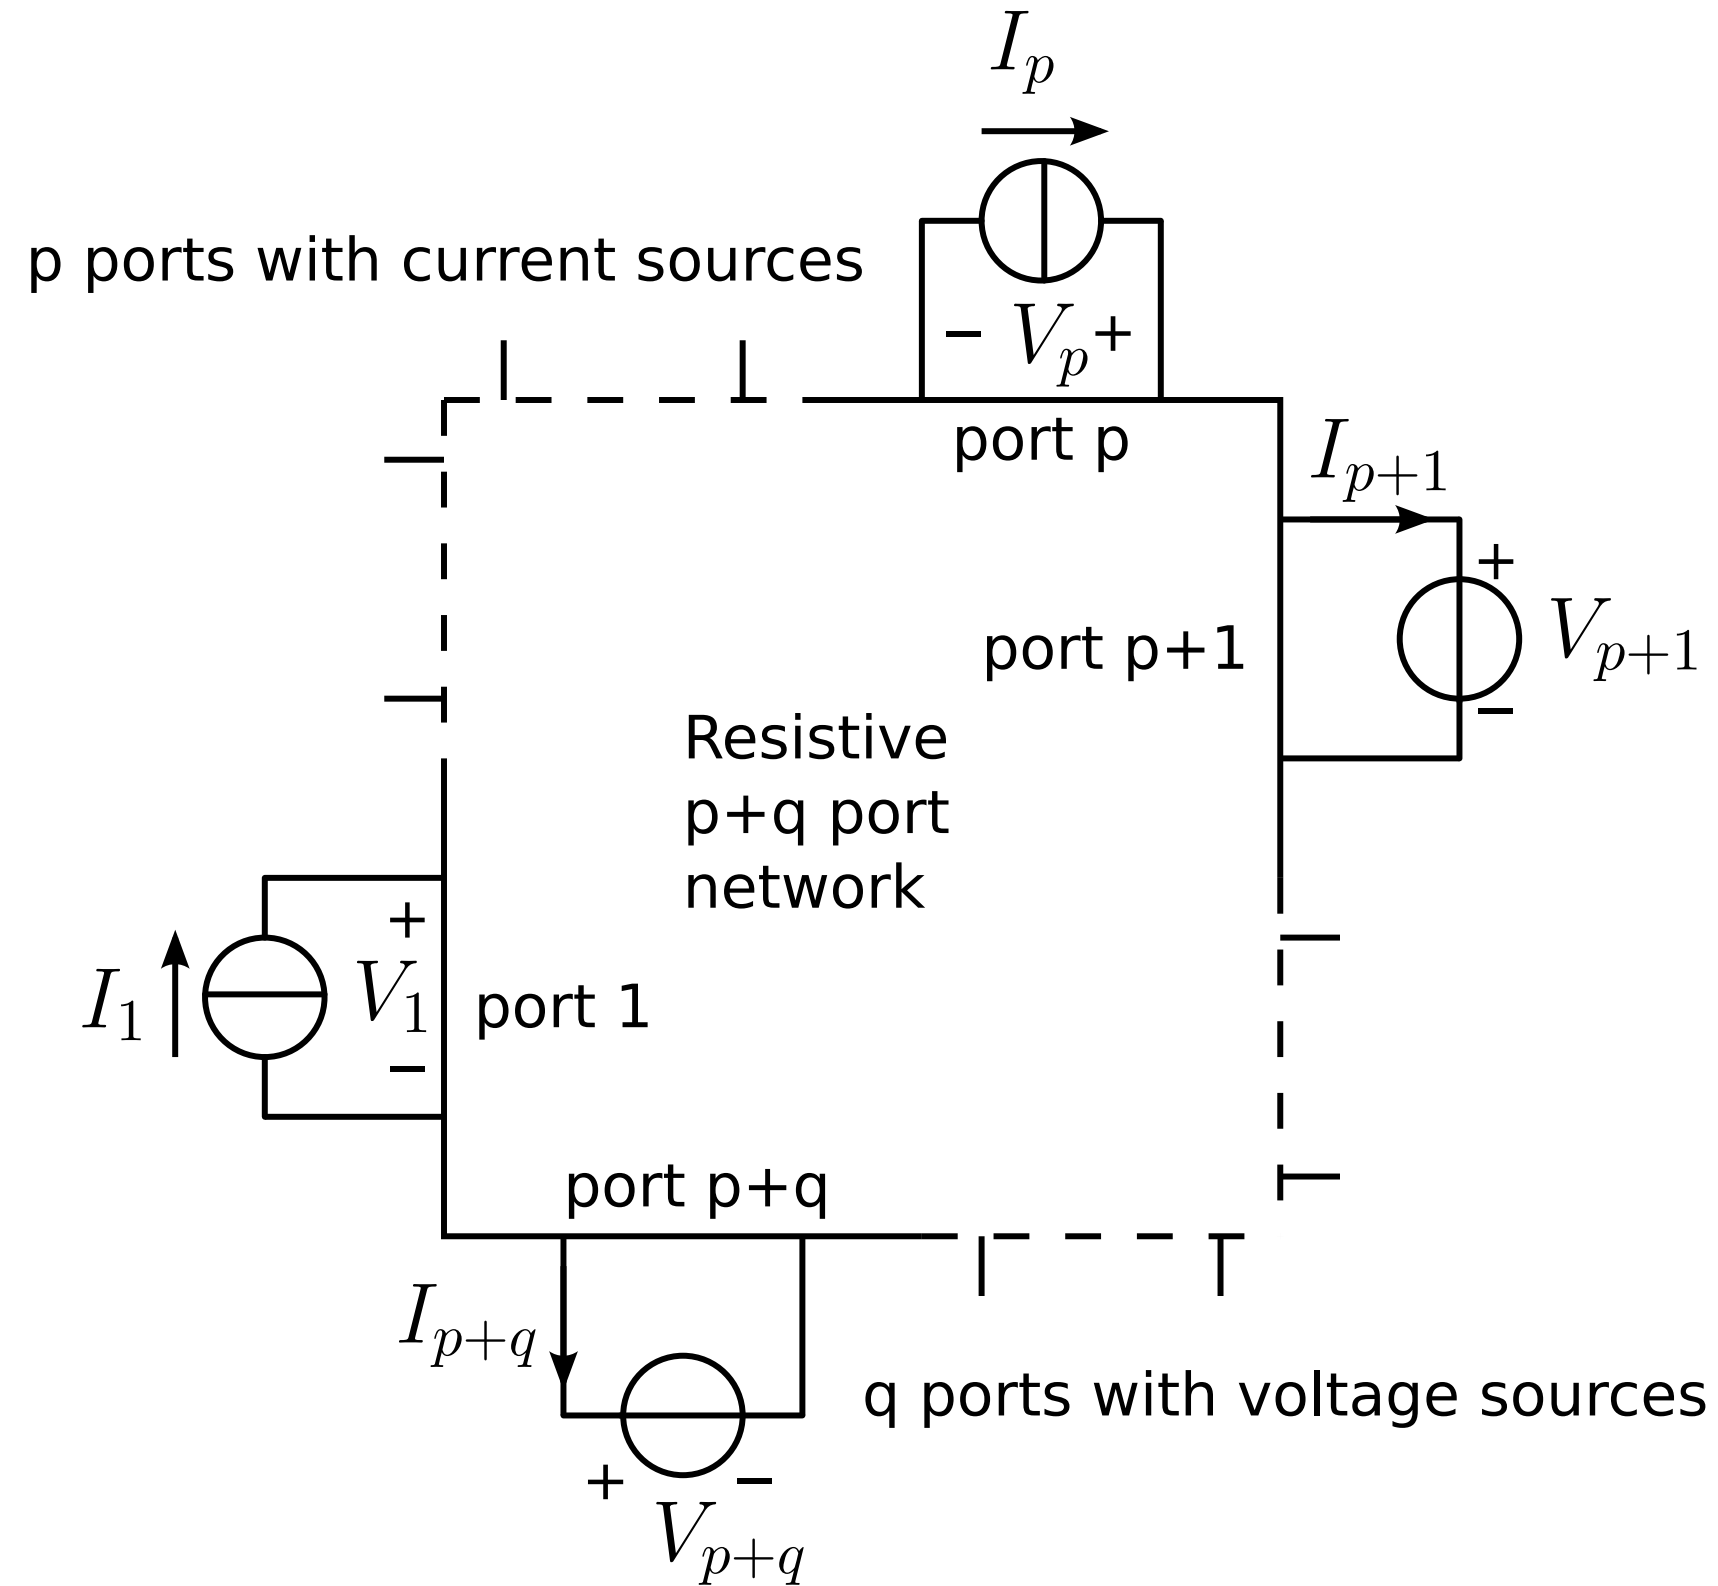 I_p
p ports with current sources
− V_p +
port p
I_{p+1}
+
port p+1
V_{p+1}
−
Resistive
p+q port
network
+
I_1
V_1
port 1
−
port p+q
I_{p+q}
q ports with voltage sources
+ −
V_{p+q}